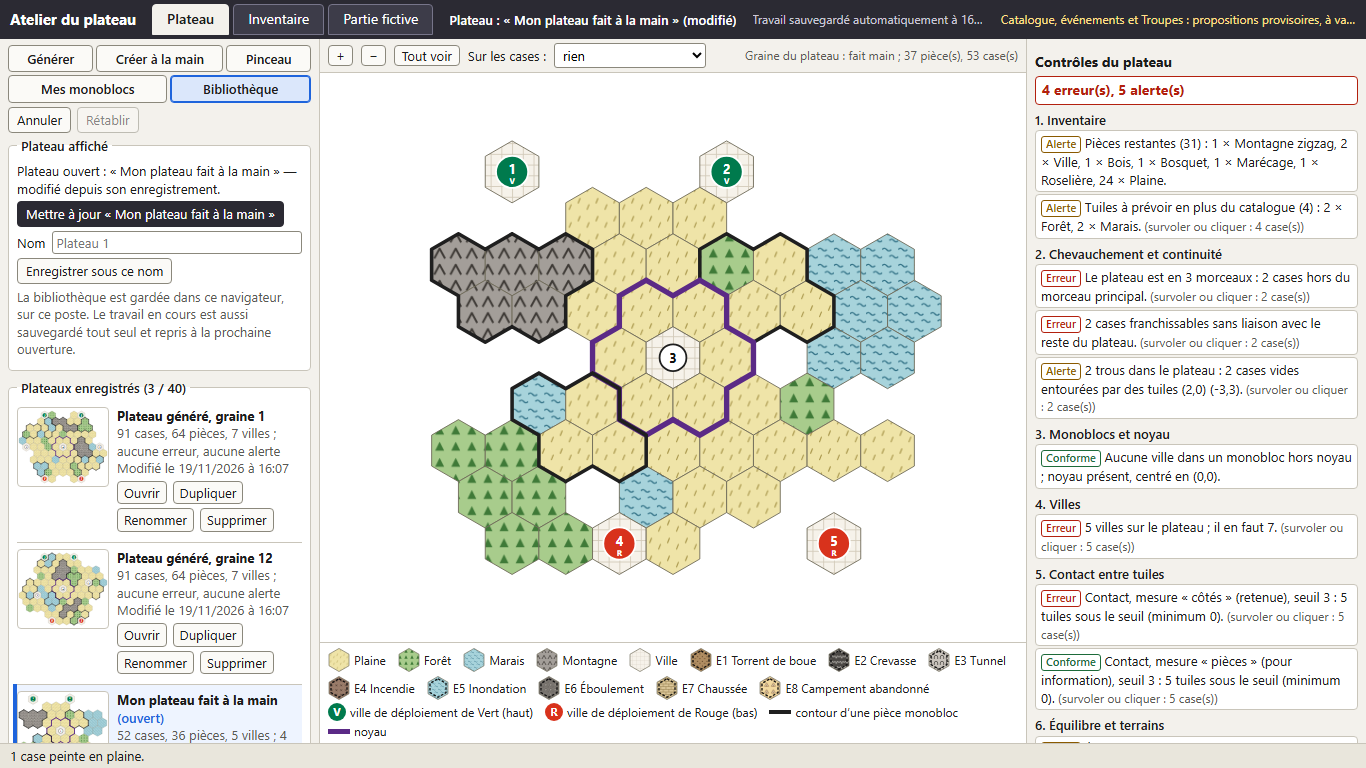 Atelier du plateau
Plateau
Inventaire
Partie fictive
Plateau : « Mon plateau fait à la main » (modifié)
Travail sauvegardé automatiquement à 16...
Catalogue, événements et Troupes : propositions provisoires, à va...
Générer
Créer à la main
Pinceau
Mes monoblocs
Bibliothèque
Annuler
Rétablir
Plateau affiché
Plateau ouvert : « Mon plateau fait à la main » —
modifié depuis son enregistrement.
Mettre à jour « Mon plateau fait à la main »
Nom
Plateau 1
Enregistrer sous ce nom
La bibliothèque est gardée dans ce navigateur,
sur ce poste. Le travail en cours est aussi
sauvegardé tout seul et repris à la prochaine
ouverture.
Plateaux enregistrés (3 / 40)
Plateau généré, graine 1
91 cases, 64 pièces, 7 villes ;
aucune erreur, aucune alerte
Modifié le 19/11/2026 à 16:07
Ouvrir
Dupliquer
Renommer
Supprimer
Plateau généré, graine 12
91 cases, 64 pièces, 7 villes ;
aucune erreur, aucune alerte
Modifié le 19/11/2026 à 16:07
Ouvrir
Dupliquer
Renommer
Supprimer
Mon plateau fait à la main
(ouvert)
52 cases, 36 pièces, 5 villes ; 4
1 case peinte en plaine.
+
−
Tout voir
Sur les cases :
rien
Graine du plateau : fait main ; 37 pièce(s), 53 case(s)
1
V
2
V
3
4
R
5
R
Plaine
Forêt
Marais
Montagne
Ville
E1 Torrent de boue
E2 Crevasse
E3 Tunnel
E4 Incendie
E5 Inondation
E6 Éboulement
E7 Chaussée
E8 Campement abandonné
V ville de déploiement de Vert (haut)
R ville de déploiement de Rouge (bas)
contour d'une pièce monobloc
noyau
Contrôles du plateau
4 erreur(s), 5 alerte(s)
1. Inventaire
Alerte Pièces restantes (31) : 1 × Montagne zigzag, 2
× Ville, 1 × Bois, 1 × Bosquet, 1 × Marécage, 1 ×
Roselière, 24 × Plaine.
Alerte Tuiles à prévoir en plus du catalogue (4) : 2 ×
Forêt, 2 × Marais. (survoler ou cliquer : 4 case(s))
2. Chevauchement et continuité
Erreur Le plateau est en 3 morceaux : 2 cases hors du
morceau principal. (survoler ou cliquer : 2 case(s))
Erreur 2 cases franchissables sans liaison avec le
reste du plateau. (survoler ou cliquer : 2 case(s))
Alerte 2 trous dans le plateau : 2 cases vides
entourées par des tuiles (2,0) (-3,3). (survoler ou cliquer
: 2 case(s))
3. Monoblocs et noyau
Conforme Aucune ville dans un monobloc hors noyau
; noyau présent, centré en (0,0).
4. Villes
Erreur 5 villes sur le plateau ; il en faut 7. (survoler ou
cliquer : 5 case(s))
5. Contact entre tuiles
Erreur Contact, mesure « côtés » (retenue), seuil 3 : 5
tuiles sous le seuil (minimum 0). (survoler ou cliquer : 5
case(s))
Conforme Contact, mesure « pièces » (pour
information), seuil 3 : 5 tuiles sous le seuil (minimum
0). (survoler ou cliquer : 5 case(s))
6. Équilibre et terrains